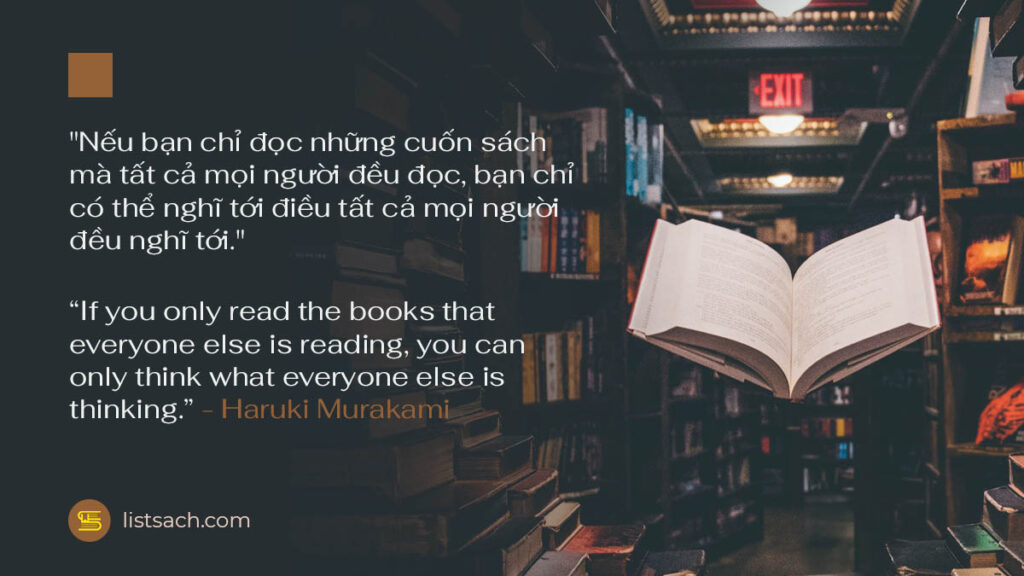 "Nếu bạn chỉ đọc những cuốn sách
mà tất cả mọi người đều đọc, bạn chỉ
có thể nghĩ tới điều tất cả mọi người
đều nghĩ tới."
“If you only read the books that
everyone else is reading, you can
only think what everyone else is
thinking.” - Haruki Murakami
listsach.com
EXIT